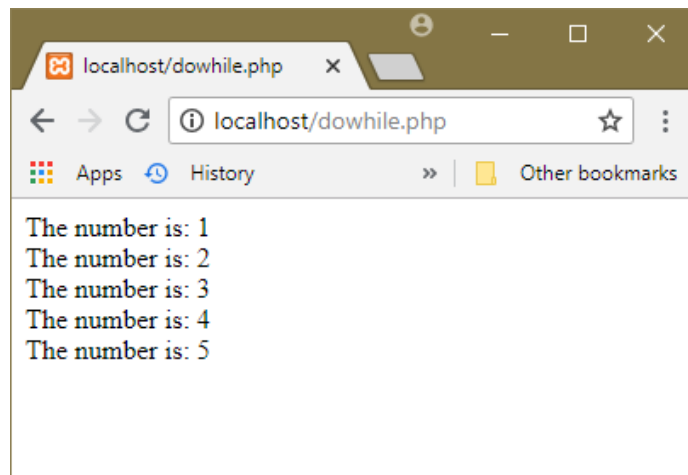 localhost/dowhile.php
localhost/dowhile.php
Apps History » Other bookmarks
The number is: 1
The number is: 2
The number is: 3
The number is: 4
The number is: 5